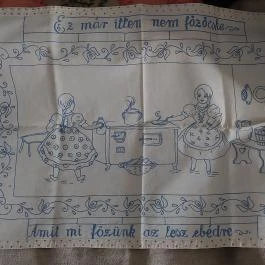 Ez már itten nem főzőcske
Amit mi főzünk az lesz ebédre